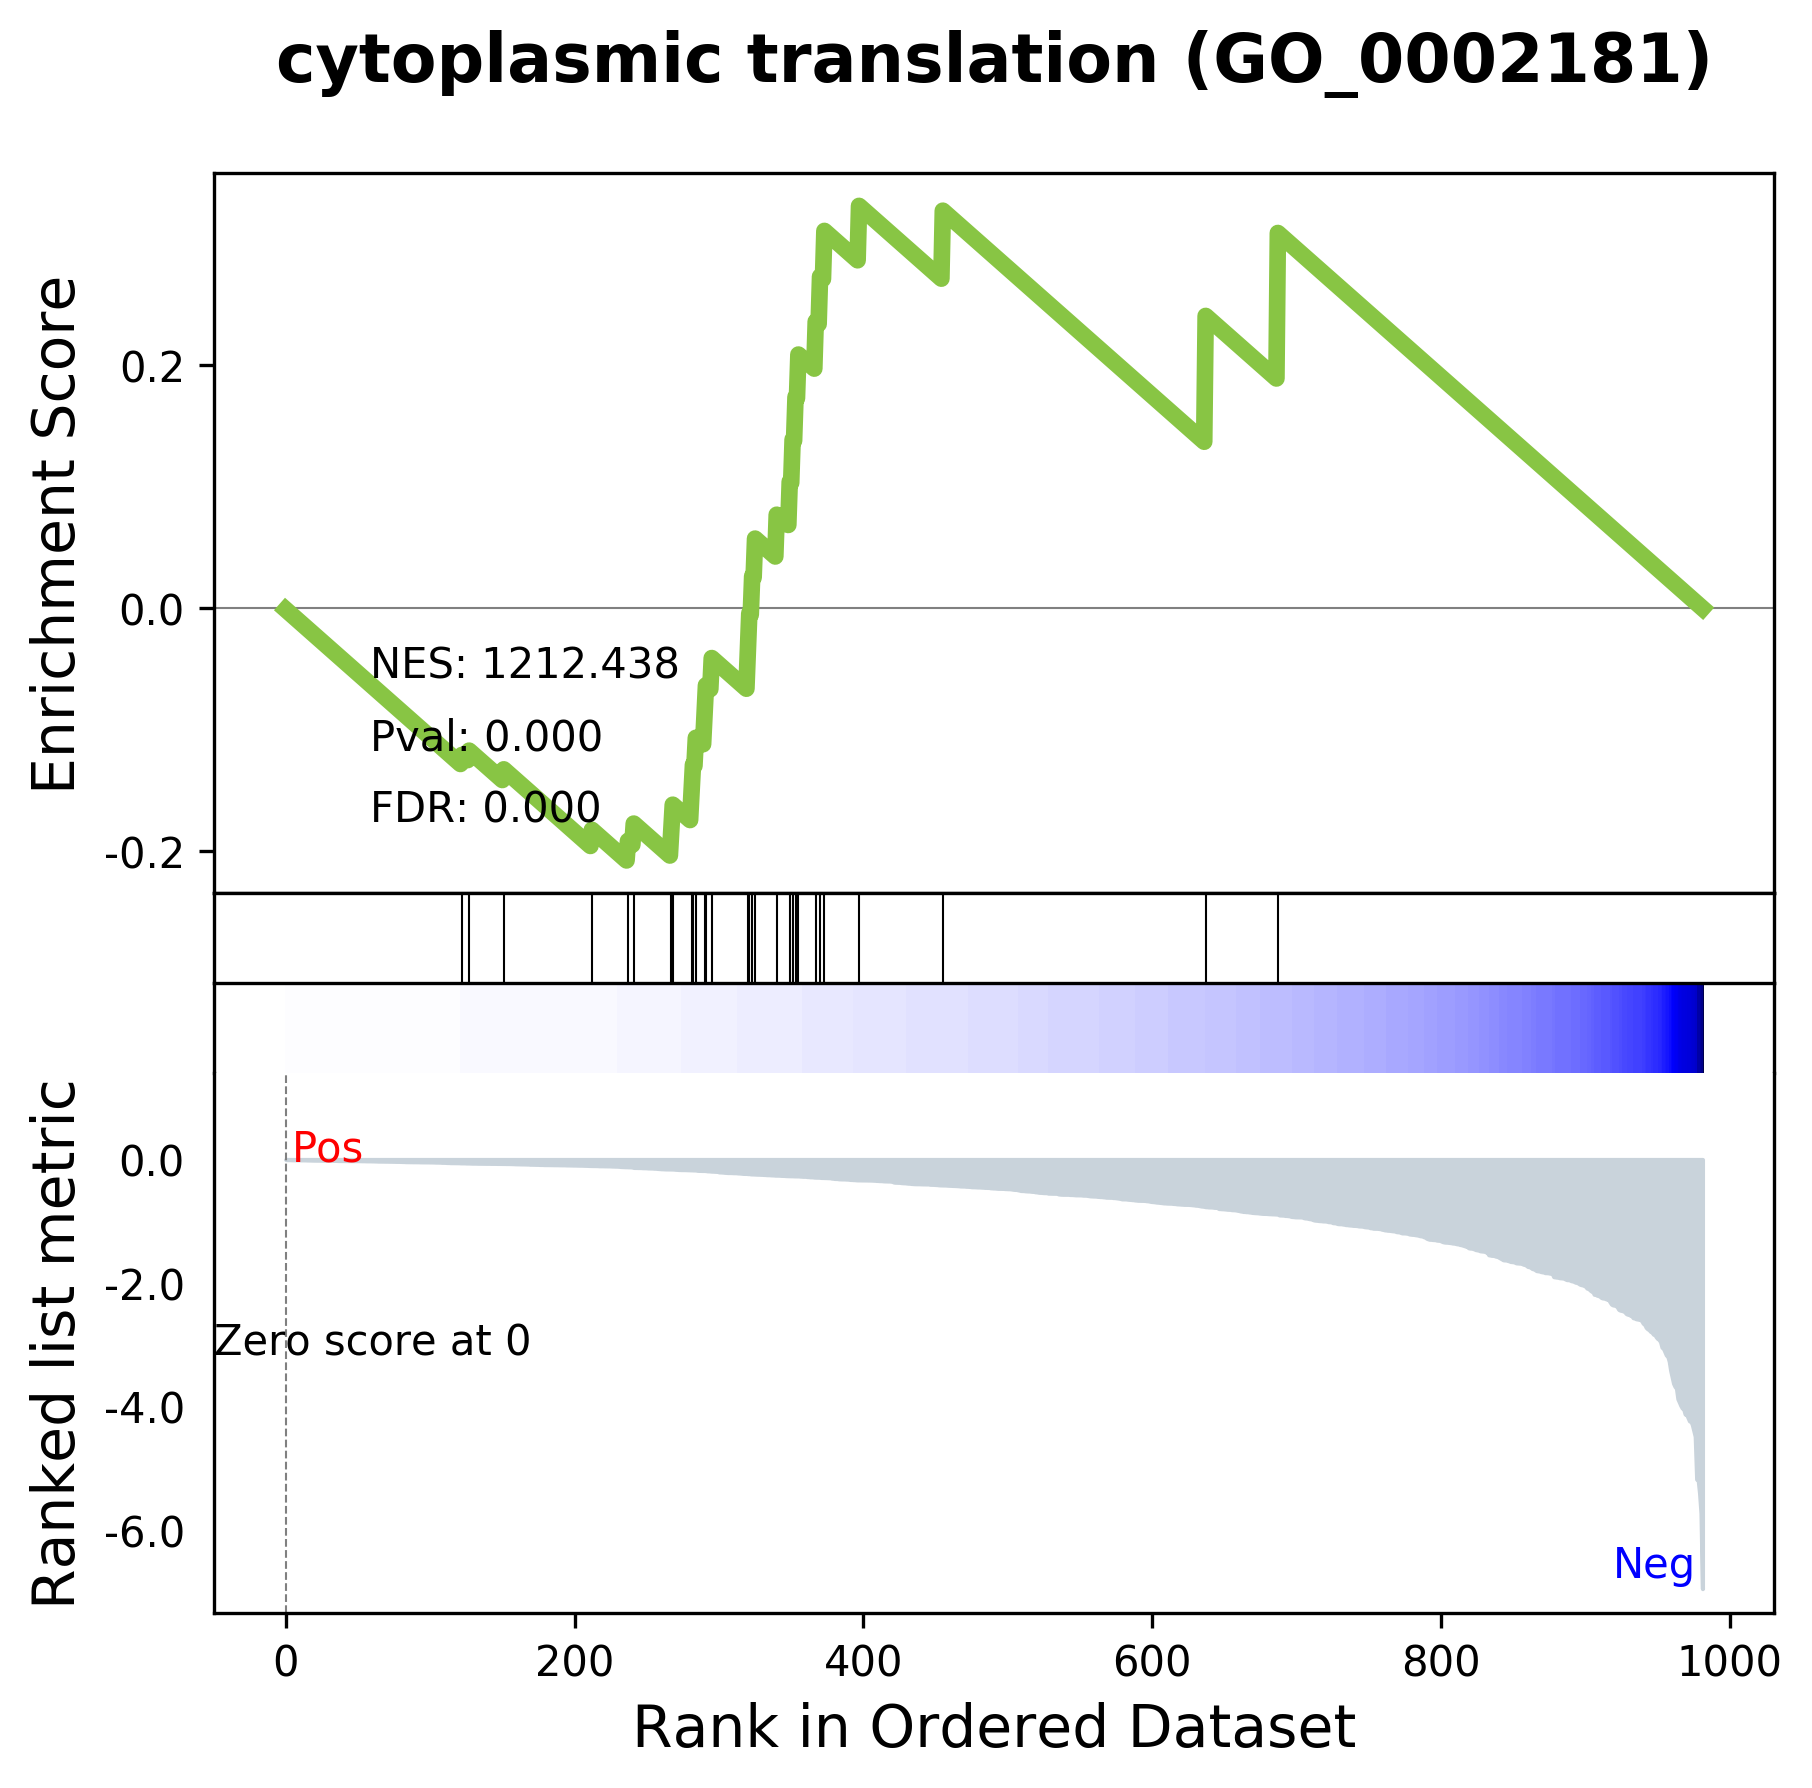 cytoplasmic translation (GO_0002181)
Enrichment Score
0.2
0.0
-0.2
NES: 1212.438
Pval: 0.000
FDR: 0.000
Ranked list metric
0.0
-2.0
-4.0
-6.0
Pos
Zero score at 0
Neg
0 200 400 600 800 1000
Rank in Ordered Dataset